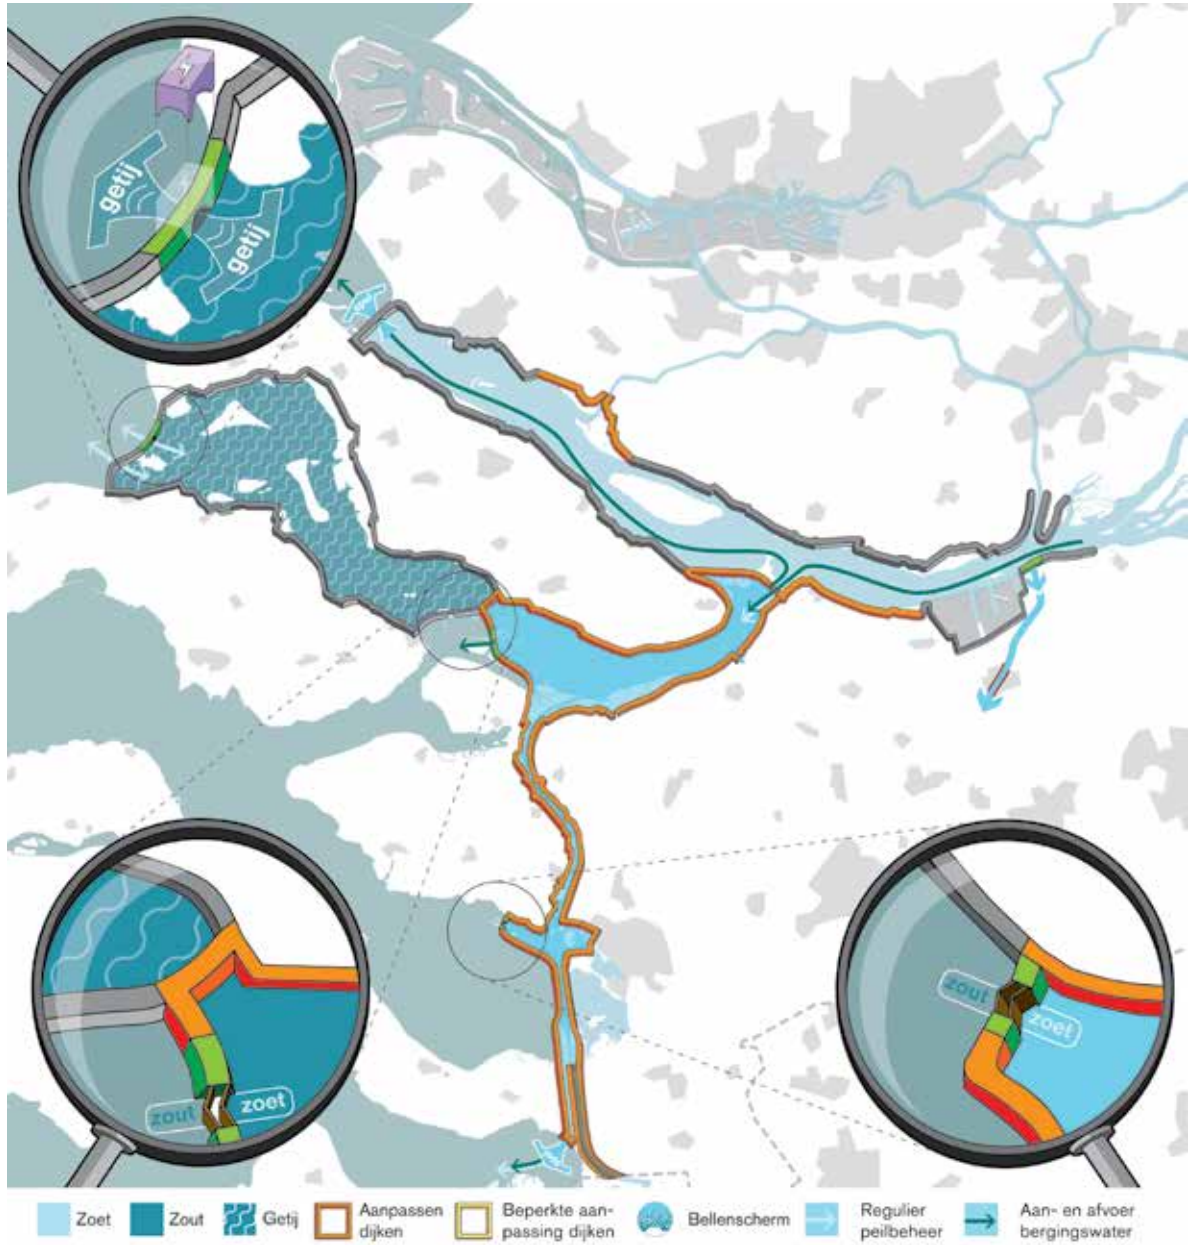 getij
getij
zout
zoet
zout
zoet
Zoet
Zout
Getij
Aanpassen
dijken
Beperkte aan-
passing dijken
Bellenscherm
Regulier
peilbeheer
Aan- en afvoer
bergingswater